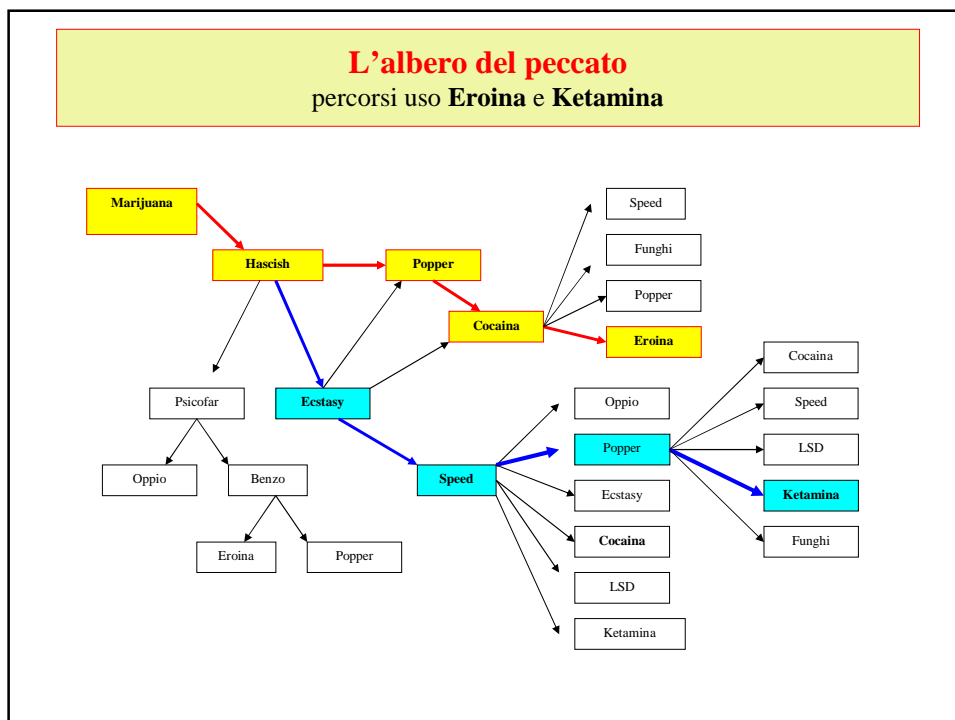 L'albero del peccato
percorsi uso Eroina e Ketamina
Marijuana
Hascish
Popper
Cocaina
Speed
Funghi
Popper
Eroina
Psicofar
Ecstasy
Oppio
Benzo
Eroina
Popper
Speed
Oppio
Popper
Ecstasy
Cocaina
LSD
Ketamina
Cocaina
Speed
LSD
Ketamina
Funghi